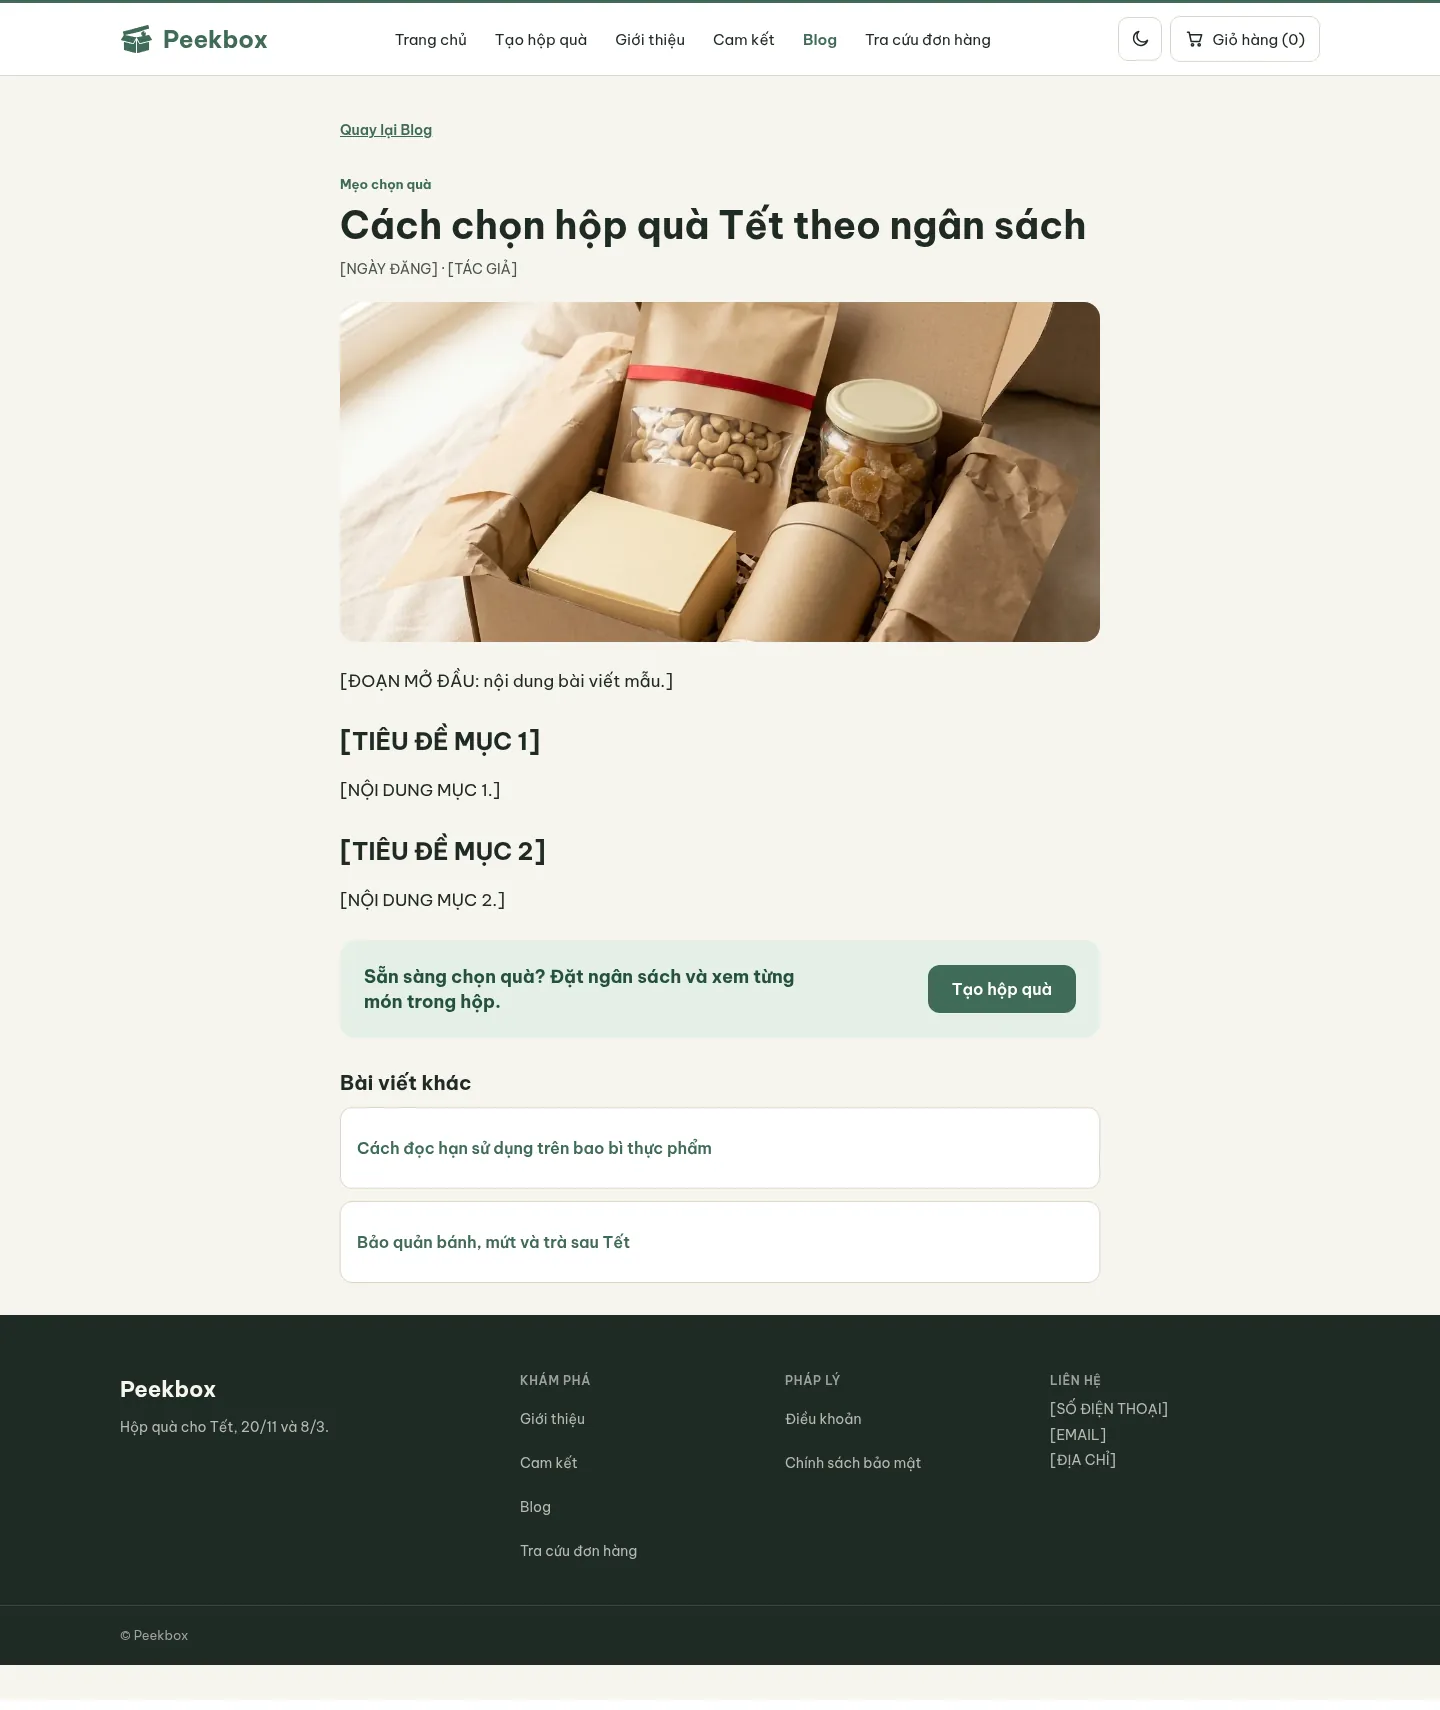 Peekbox
Trang chủ
Tạo hộp quà
Giới thiệu
Cam kết
Blog
Tra cứu đơn hàng
Giỏ hàng (0)
Quay lại Blog
Mẹo chọn quà
Cách chọn hộp quà Tết theo ngân sách
[NGÀY ĐĂNG] · [TÁC GIẢ]
[ĐOẠN MỞ ĐẦU: nội dung bài viết mẫu.]
[TIÊU ĐỀ MỤC 1]
[NỘI DUNG MỤC 1.]
[TIÊU ĐỀ MỤC 2]
[NỘI DUNG MỤC 2.]
Sẵn sàng chọn quà? Đặt ngân sách và xem từng
món trong hộp.
Tạo hộp quà
Bài viết khác
Cách đọc hạn sử dụng trên bao bì thực phẩm
Bảo quản bánh, mứt và trà sau Tết
Peekbox
Hộp quà cho Tết, 20/11 và 8/3.
KHÁM PHÁ
Giới thiệu
Cam kết
Blog
Tra cứu đơn hàng
PHÁP LÝ
Điều khoản
Chính sách bảo mật
LIÊN HỆ
[SỐ ĐIỆN THOẠI]
[EMAIL]
[ĐỊA CHỈ]
© Peekbox